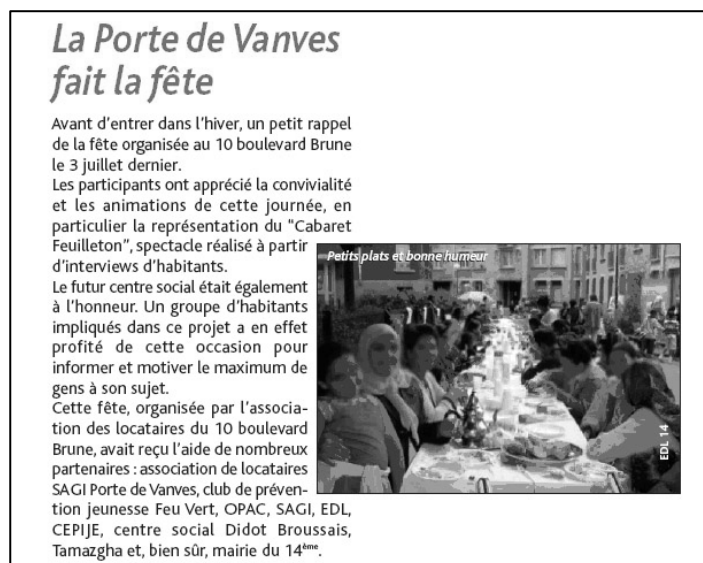 La Porte de Vanves
fait la fête
Avant d'entrer dans l'hiver, un petit rappel
de la fête organisée au 10 boulevard Brune
le 3 juillet dernier.
Les participants ont apprécié la convivialité
et les animations de cette journée, en
particulier la représentation du "Cabaret
Feuilleton", spectacle réalisé à partir
d'interviews d'habitants.
Le futur centre social était également
à l'honneur. Un groupe d'habitants
impliqués dans ce projet a en effet
profité de cette occasion pour
informer et motiver le maximum de
gens à son sujet.
Cette fête, organisée par l'associa-
tion des locataires du 10 boulevard
Brune, avait reçu l'aide de nombreux
partenaires : association de locataires
SAGI Porte de Vanves, club de préven-
tion jeunesse Feu Vert, OPAC, SAGI, EDL,
CEPIJE, centre social Didot Broussais,
Tamazgha et, bien sûr, mairie du 14ème.
Petits plats et bonne humeur
EDL 14